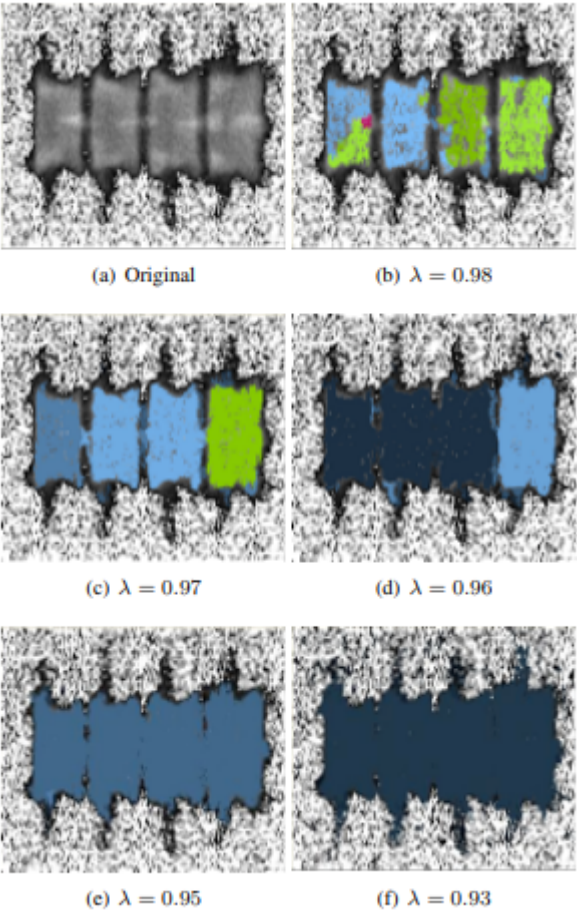 (a) Original
(b) λ = 0.98
(c) λ = 0.97
(d) λ = 0.96
(e) λ = 0.95
(f) λ = 0.93